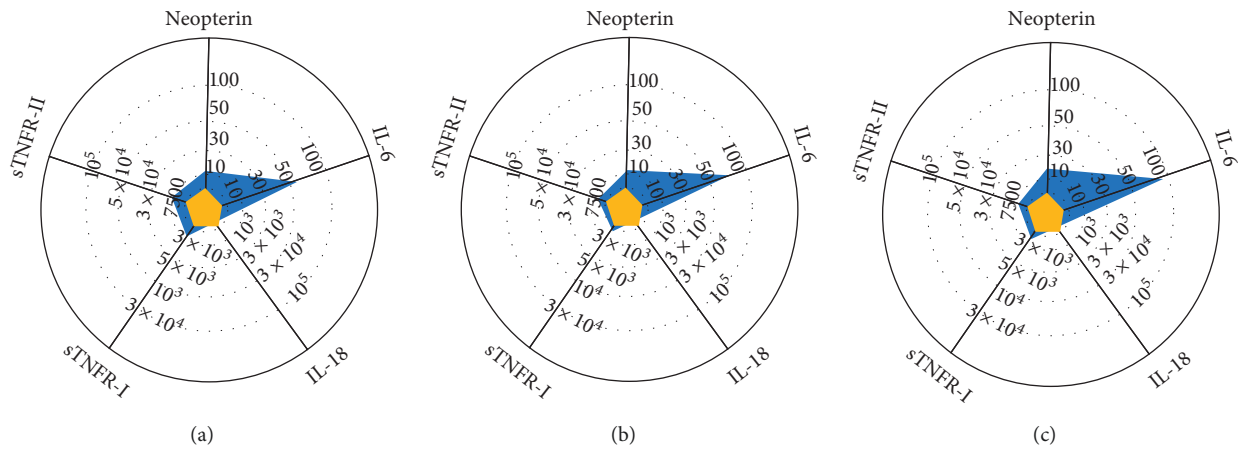 Neopterin
100
50
30
10
IL-6
100
50
30
10
IL-18
10³
3 × 10³
3 × 10⁴
10⁵
sTNFR-I
3 × 10³
5 × 10³
10³
3 × 10⁴
sTNFR-II
10⁵
5 × 10⁴
3 × 10⁴
7500
(a)
Neopterin
100
50
30
10
IL-6
100
50
30
10
IL-18
10³
3 × 10³
3 × 10⁴
10⁵
sTNFR-I
3 × 10³
5 × 10³
10⁴
3 × 10⁴
sTNFR-II
10⁵
5 × 10⁴
3 × 10⁴
7500
(b)
Neopterin
100
50
30
10
IL-6
100
50
30
10
IL-18
10³
3 × 10³
3 × 10⁴
10⁵
sTNFR-I
3 × 10³
5 × 10³
10⁴
3 × 10⁴
sTNFR-II
10⁵
5 × 10⁴
3 × 10⁴
7500
(c)